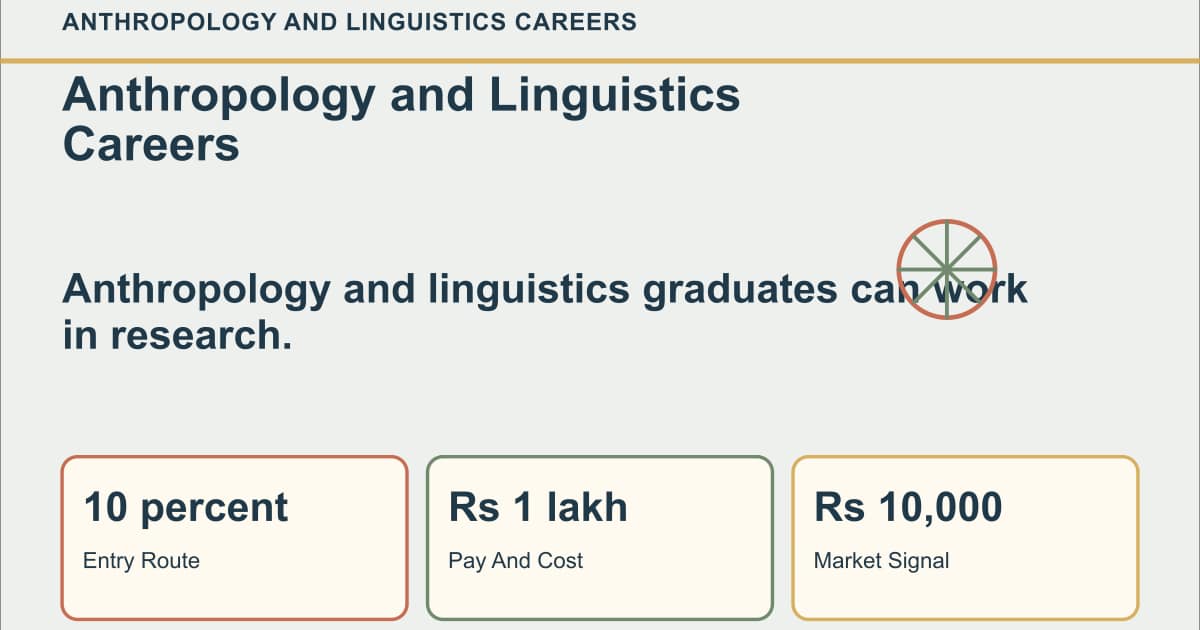 ANTHROPOLOGY AND LINGUISTICS CAREERS
Anthropology and Linguistics
Careers
Anthropology and linguistics graduates can work
in research.
10 percent
Entry Route
Rs 1 lakh
Pay And Cost
Rs 10,000
Market Signal